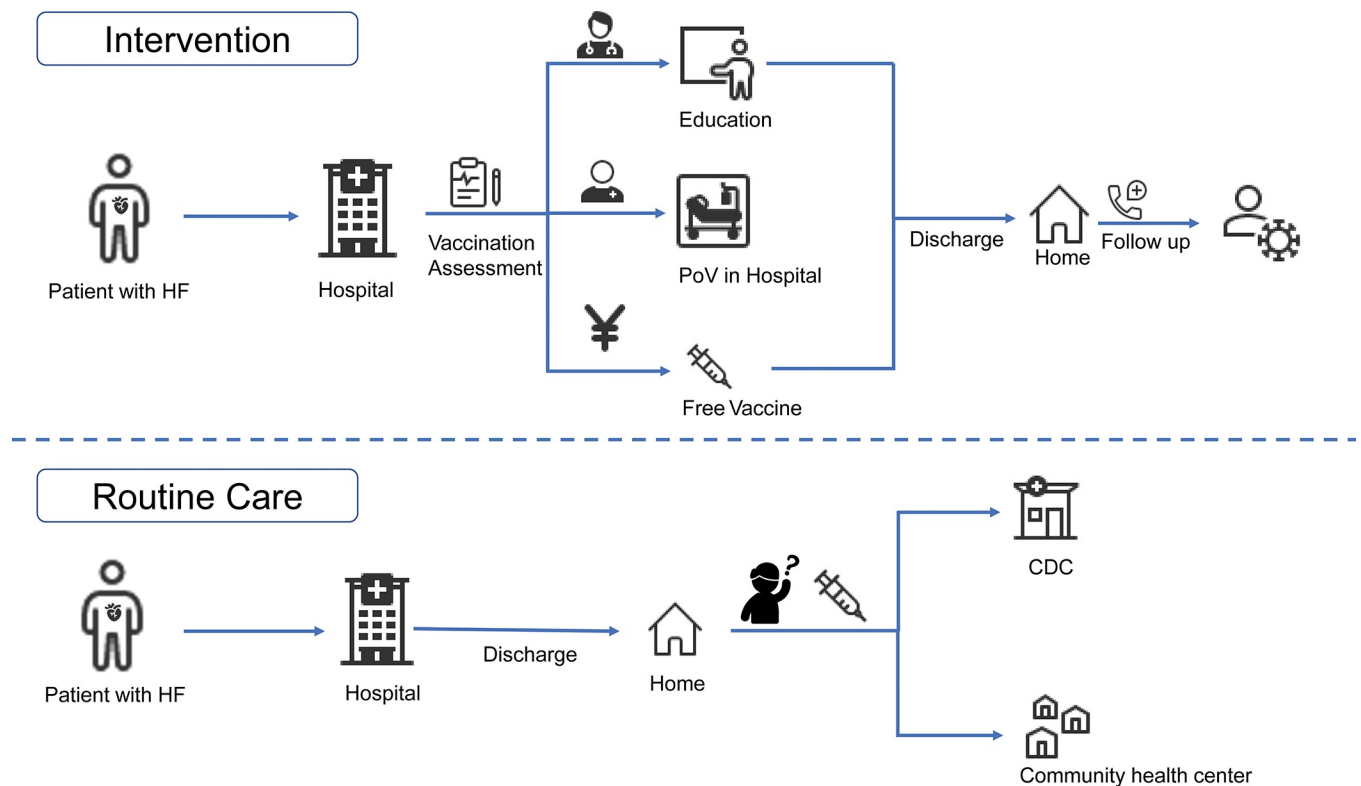 Intervention
Education
Patient with HF
Hospital
Vaccination
Assessment
PoV in Hospital
¥
Free Vaccine
Discharge
Home
Follow up
Routine Care
Patient with HF
Hospital
Discharge
Home
?
CDC
Community health center